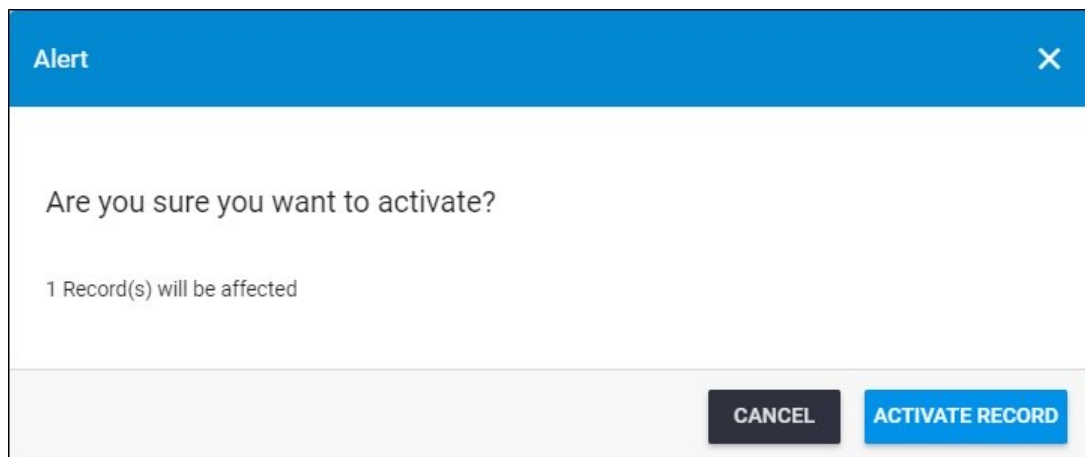 Alert
Are you sure you want to activate?
1 Record(s) will be affected
CANCEL
ACTIVATE RECORD